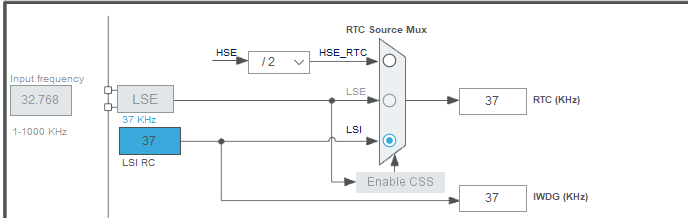 RTC Source Mux
HSE
/ 2
HSE_RTC
Input frequency
32.768
LSE
LSE
37
RTC (KHz)
1-1000 KHz
37 KHz
37
LSI
LSI RC
Enable CSS
37
IWDG (KHz)